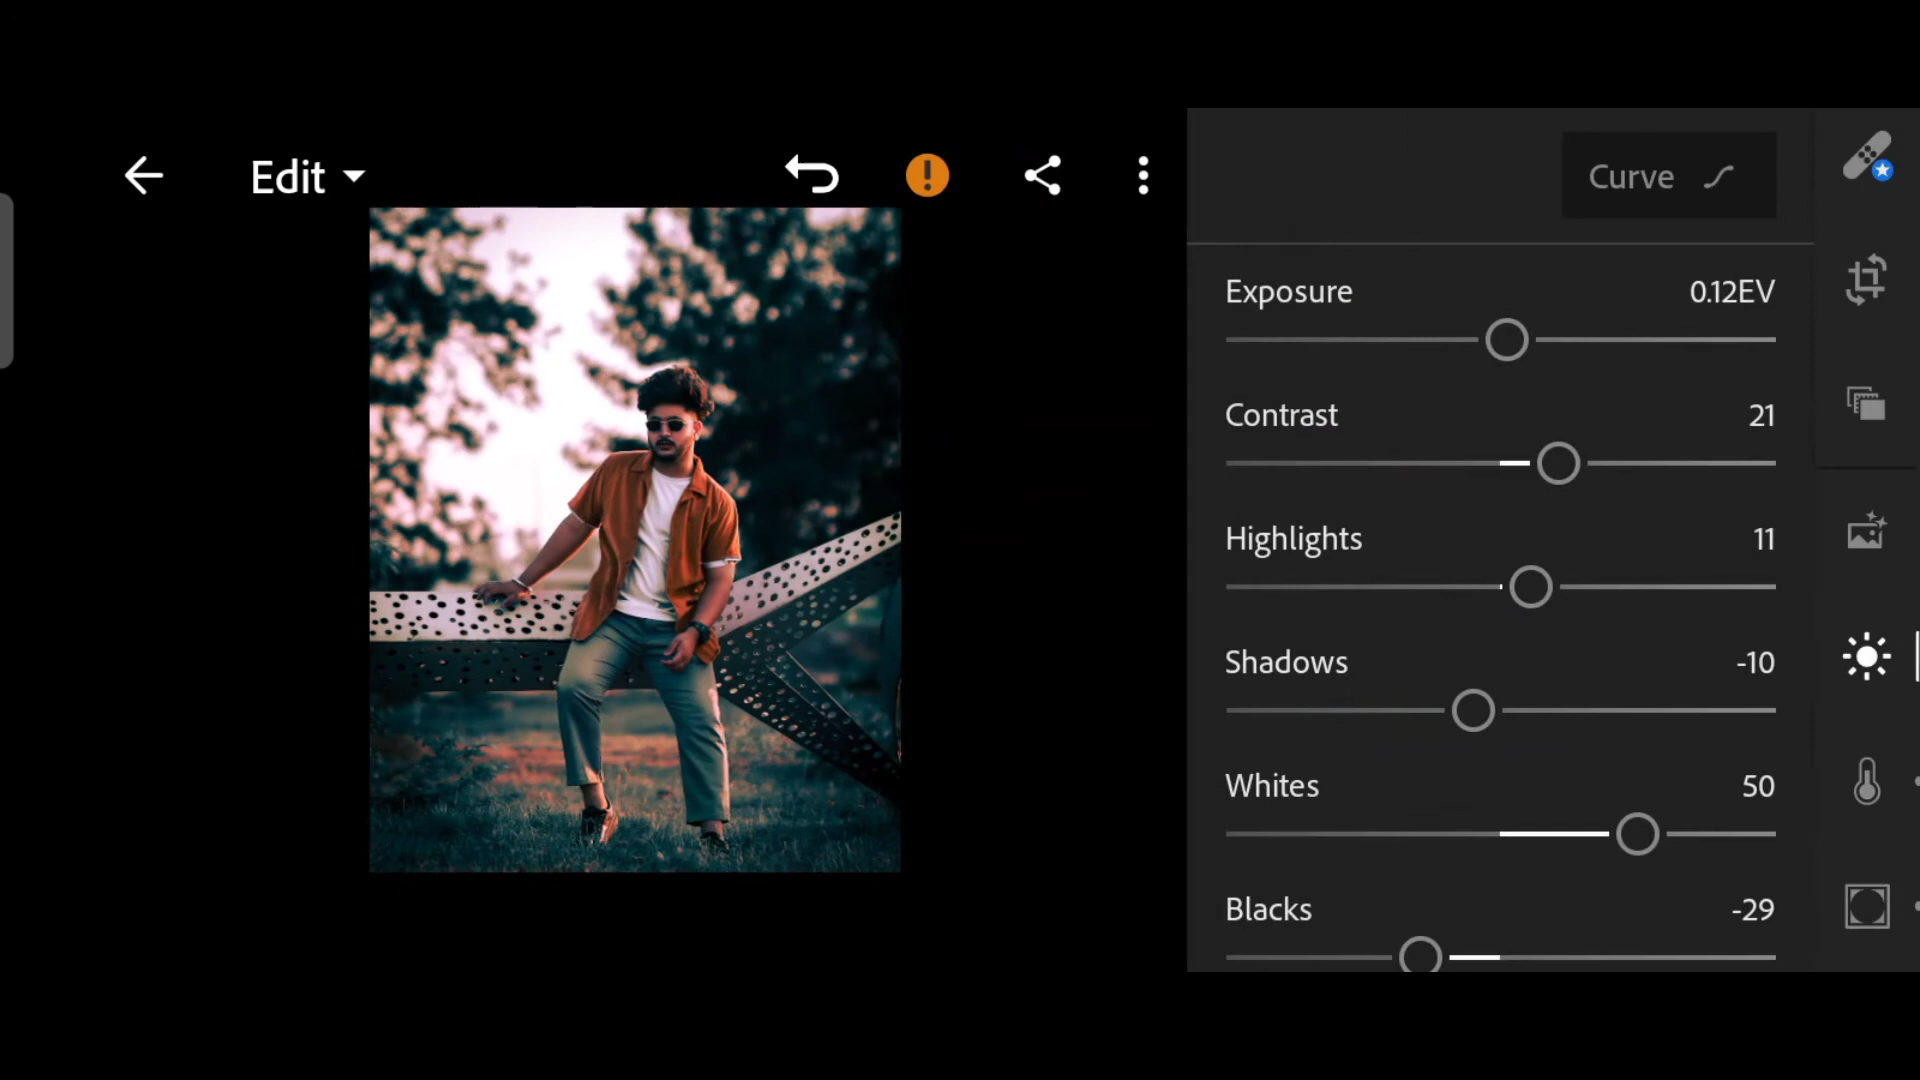 Edit
Curve
Exposure 0.12EV
Contrast 21
Highlights 11
Shadows -10
Whites 50
Blacks -29